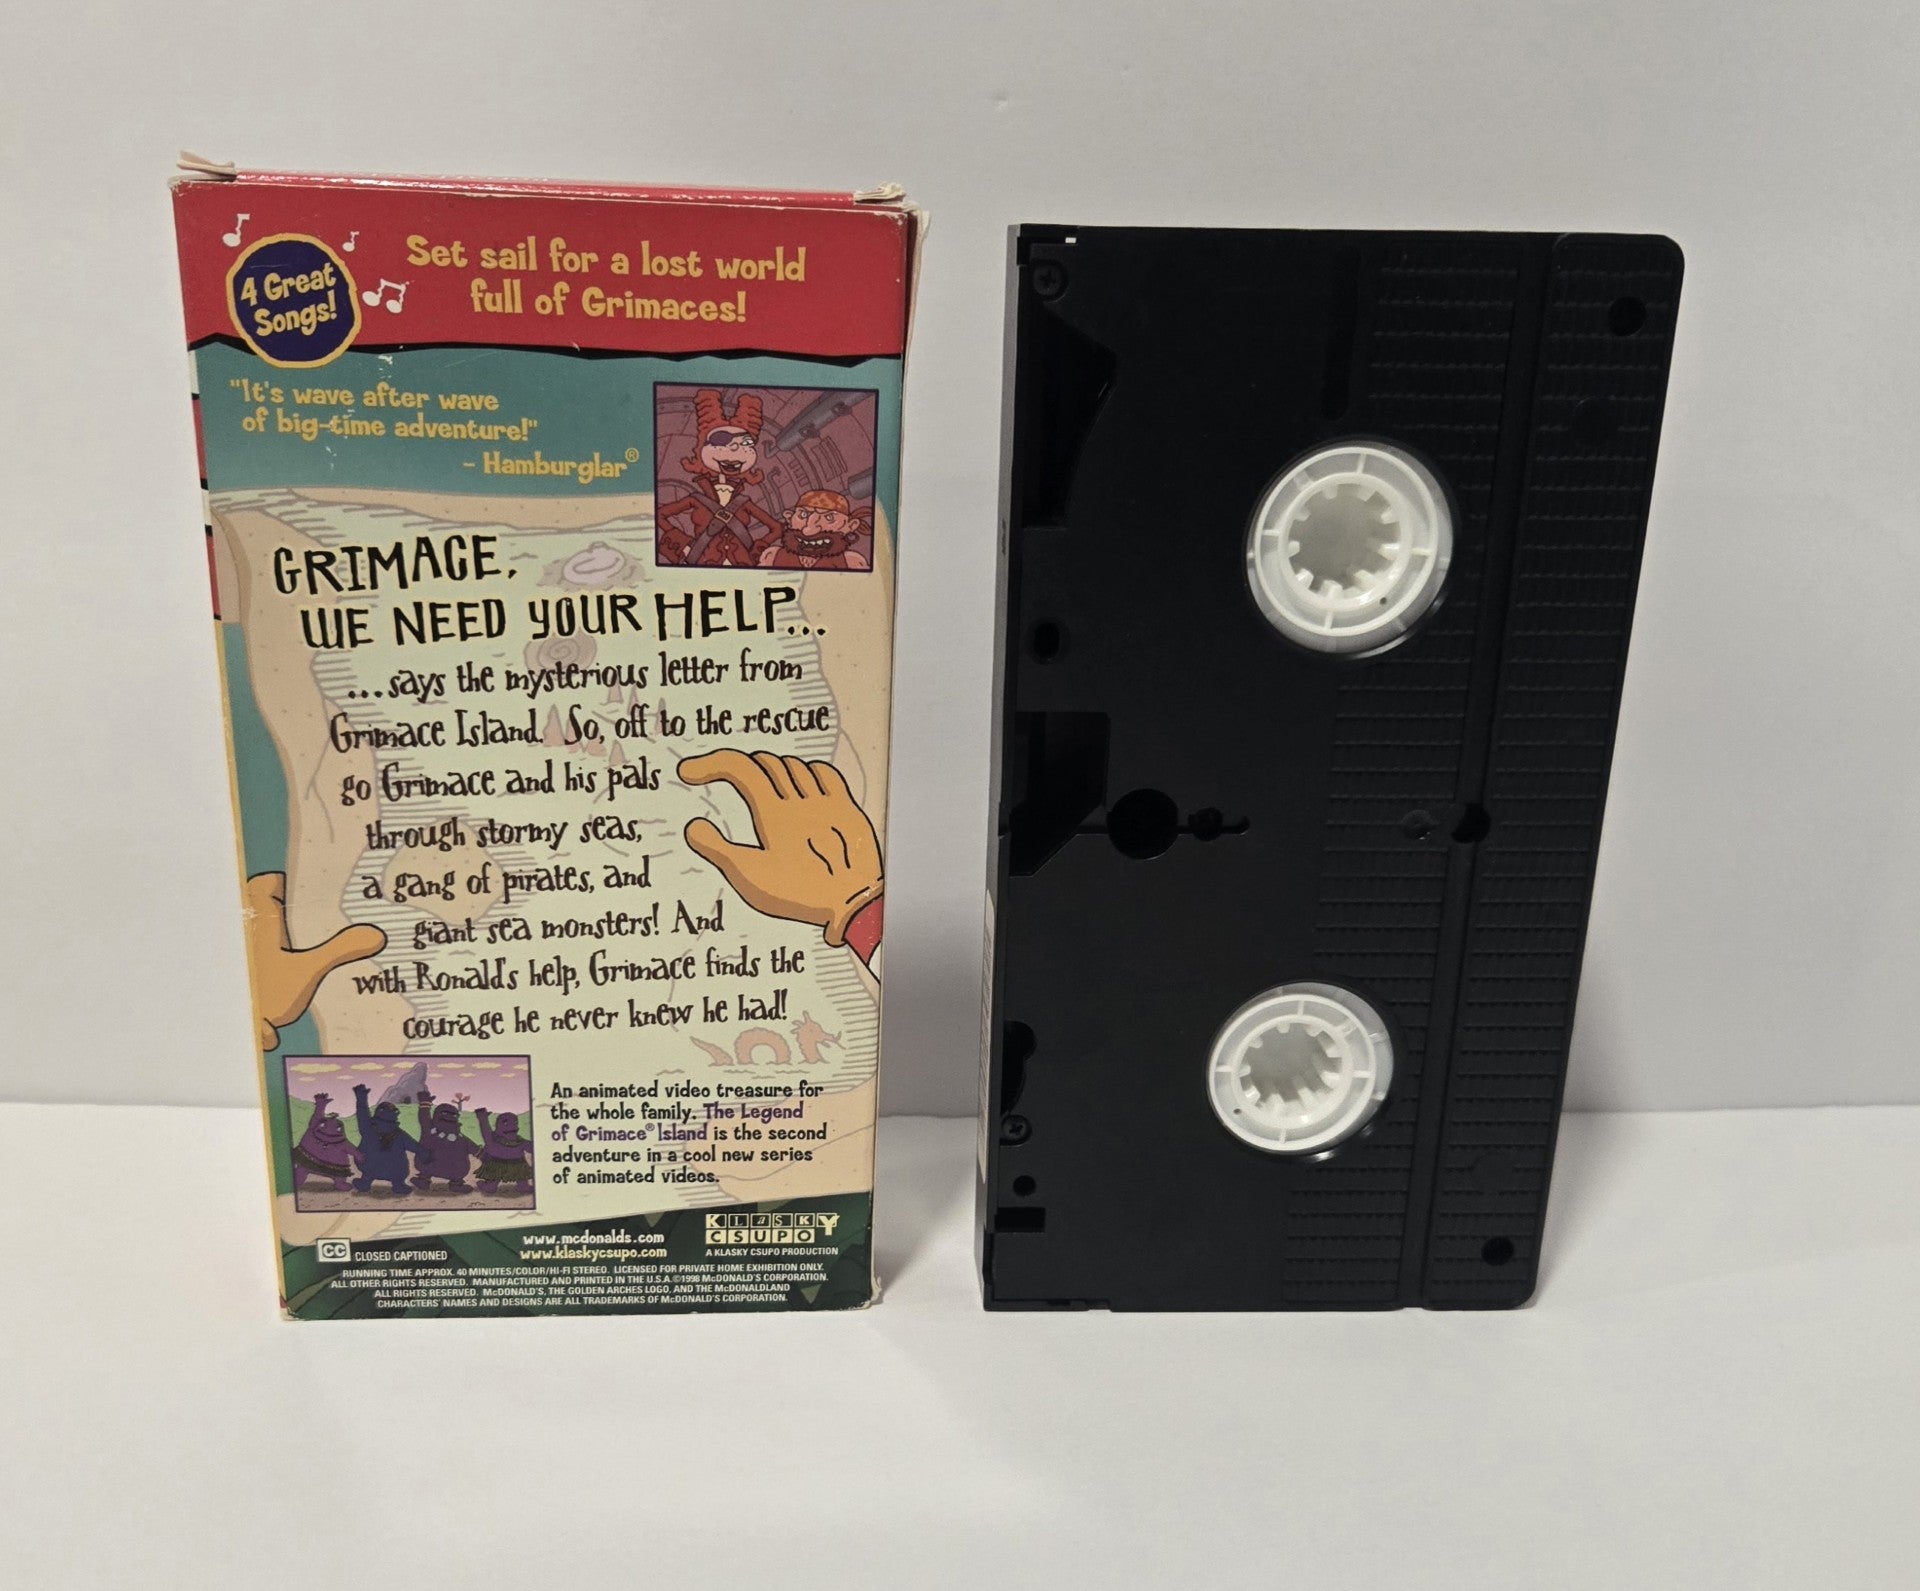 4 Great
Songs!
Set sail for a lost world
full of Grimaces!
"It's wave after wave
of big-time adventure!"
- Hamburglar®
GRIMACE,
WE NEED YOUR HELP...
...says the mysterious letter from
Grimace Island. So, off to the rescue
go Grimace and his pals
through stormy seas,
a gang of pirates, and
giant sea monsters! And
with Ronald's help, Grimace finds the
courage he never knew he had!
An animated video treasure for
the whole family. The Legend
of Grimace® Island is the second
adventure in a cool new series
of animated videos.
CC CLOSED CAPTIONED
www.mcdonalds.com
www.klaskycsupo.com
KLaSKY
CSUPO
A KLASKY CSUPO PRODUCTION
RUNNING TIME APPROX. 40 MINUTES/COLOR/HI-FI STEREO. LICENSED FOR PRIVATE HOME EXHIBITION ONLY.
ALL OTHER RIGHTS RESERVED. MANUFACTURED AND PRINTED IN THE U.S.A. ©1998 McDONALD'S CORPORATION.
ALL RIGHTS RESERVED. McDONALD'S, THE GOLDEN ARCHES LOGO, AND THE McDONALDLAND
CHARACTERS' NAMES AND DESIGNS ARE ALL TRADEMARKS OF McDONALD'S CORPORATION.